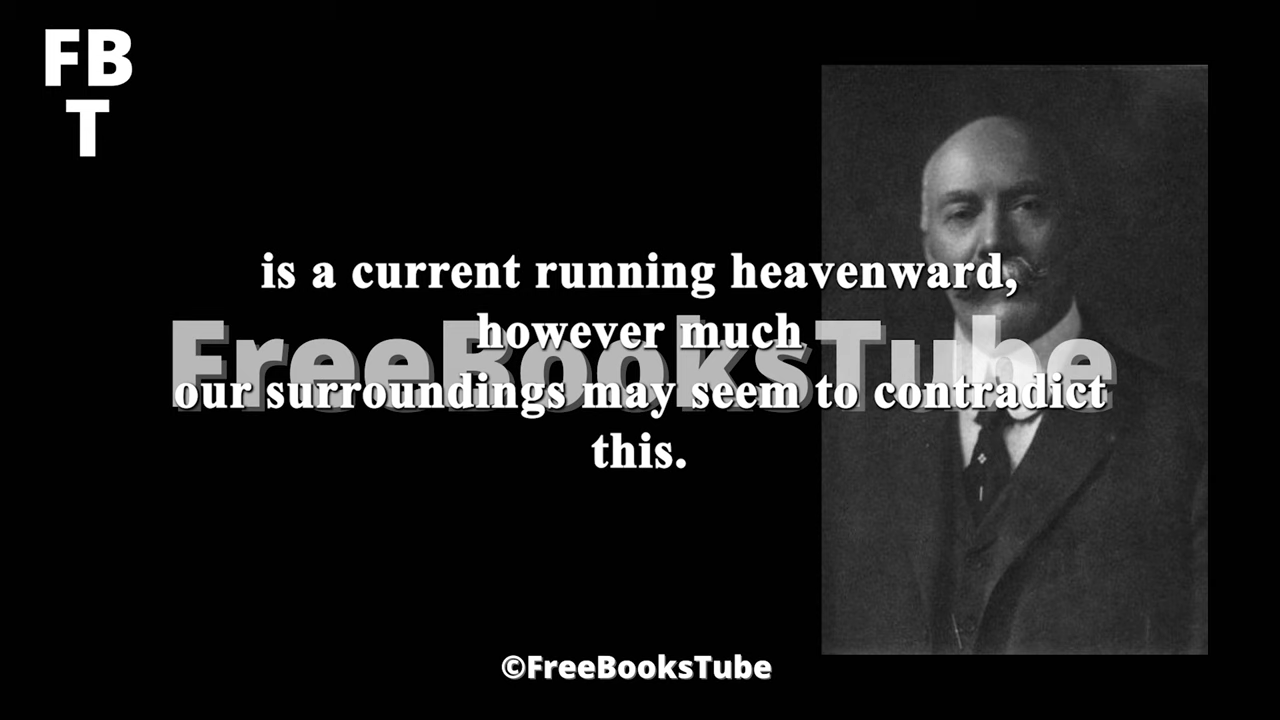 FB
T
is a current running heavenward,
however much
FreeBooksTube
our surroundings may seem to contradict
this.
©FreeBooksTube